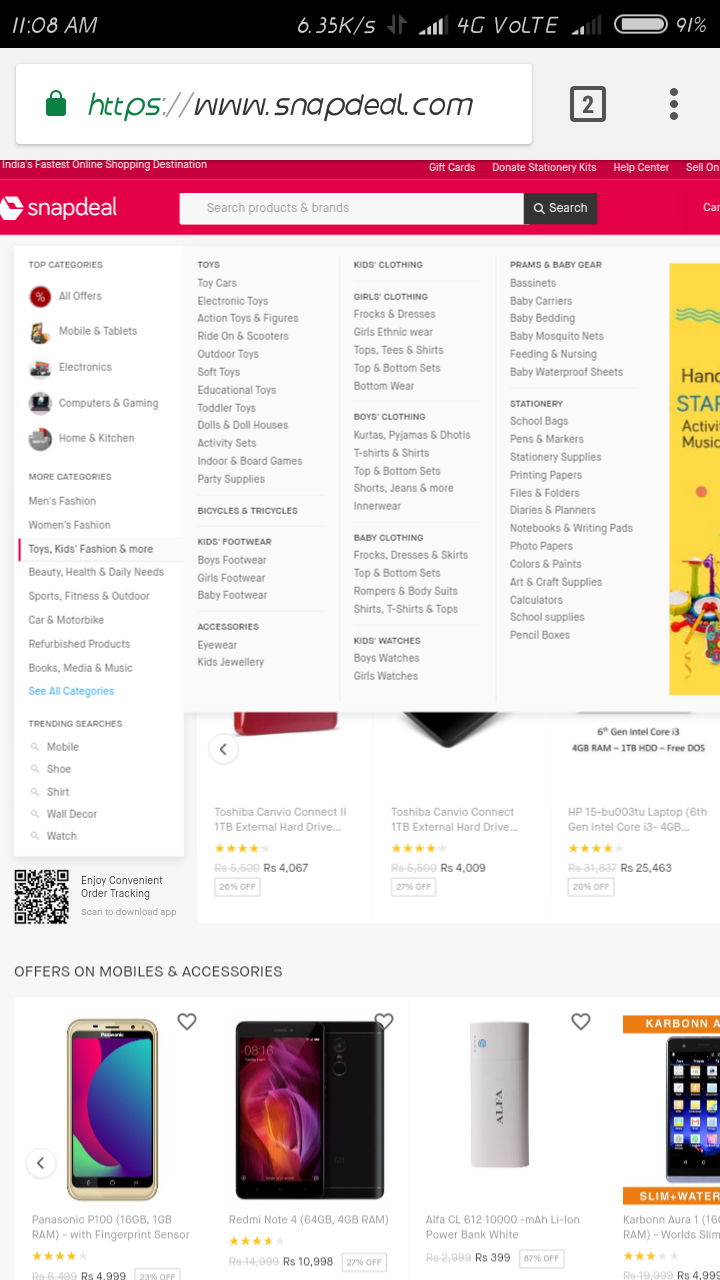 11:08 AM
6.35K/s
4G VoLTE
91%
https://www.snapdeal.com
2
India's Fastest Online Shopping Destination
Gift Cards
Donate Stationery Kits
Help Center
Sell On
snapdeal
Search products & brands
Search
Car
TOP CATEGORIES
%
All Offers
Mobile & Tablets
Electronics
Computers & Gaming
Home & Kitchen
MORE CATEGORIES
Men's Fashion
Women's Fashion
Toys, Kids' Fashion & more
Beauty, Health & Daily Needs
Sports, Fitness & Outdoor
Car & Motorbike
Refurbished Products
Books, Media & Music
See All Categories
TRENDING SEARCHES
Mobile
Shoe
Shirt
Wall Decor
Watch
TOYS
Toy Cars
Electronic Toys
Action Toys & Figures
Ride On & Scooters
Outdoor Toys
Soft Toys
Educational Toys
Toddler Toys
Dolls & Doll Houses
Activity Sets
Indoor & Board Games
Party Supplies
BICYCLES & TRICYCLES
KIDS' FOOTWEAR
Boys Footwear
Girls Footwear
Baby Footwear
ACCESSORIES
Eyewear
Kids Jewellery
KIDS' CLOTHING
GIRLS' CLOTHING
Frocks & Dresses
Girls Ethnic wear
Tops, Tees & Shirts
Top & Bottom Sets
Bottom Wear
BOYS' CLOTHING
Kurtas, Pyjamas & Dhotis
T-shirts & Shirts
Top & Bottom Sets
Shorts, Jeans & more
Innerwear
BABY CLOTHING
Frocks, Dresses & Skirts
Top & Bottom Sets
Rompers & Body Suits
Shirts, T-Shirts & Tops
KIDS' WATCHES
Boys Watches
Girls Watches
PRAMS & BABY GEAR
Bassinets
Baby Carriers
Baby Bedding
Baby Mosquito Nets
Feeding & Nursing
Baby Waterproof Sheets
STATIONERY
School Bags
Pens & Markers
Stationery Supplies
Printing Papers
Files & Folders
Diaries & Planners
Notebooks & Writing Pads
Photo Papers
Colors & Paints
Art & Craft Supplies
Calculators
School supplies
Pencil Boxes
Hand
STAR
Activi
Music
6th Gen Intel Core i3
4GB RAM – 1TB HDD – Free DOS
Toshiba Canvio Connect II
1TB External Hard Drive...
Rs 5,500 Rs 4,067
26% OFF
Toshiba Canvio Connect
1TB External Hard Drive...
Rs 5,500 Rs 4,009
27% OFF
HP 15-bu003tu Laptop (6th
Gen Intel Core i3- 4GB...
Rs 31,837 Rs 25,463
20% OFF
Enjoy Convenient
Order Tracking
Scan to download app
OFFERS ON MOBILES & ACCESSORIES
Panasonic
08:16
ALFA
KARBONN A
SLIM+WATER
Panasonic P100 (16GB, 1GB
RAM) - with Fingerprint Sensor
Rs 6,499 Rs 4,999 23% OFF
Redmi Note 4 (64GB, 4GB RAM)
Rs 14,999 Rs 10,998 27% OFF
Alfa CL 612 10000 -mAh Li-Ion
Power Bank White
Rs 2,999 Rs 399 87% OFF
Karbonn Aura 1 (16G
RAM) - Worlds Slim
Rs 19,999 Rs 4,999